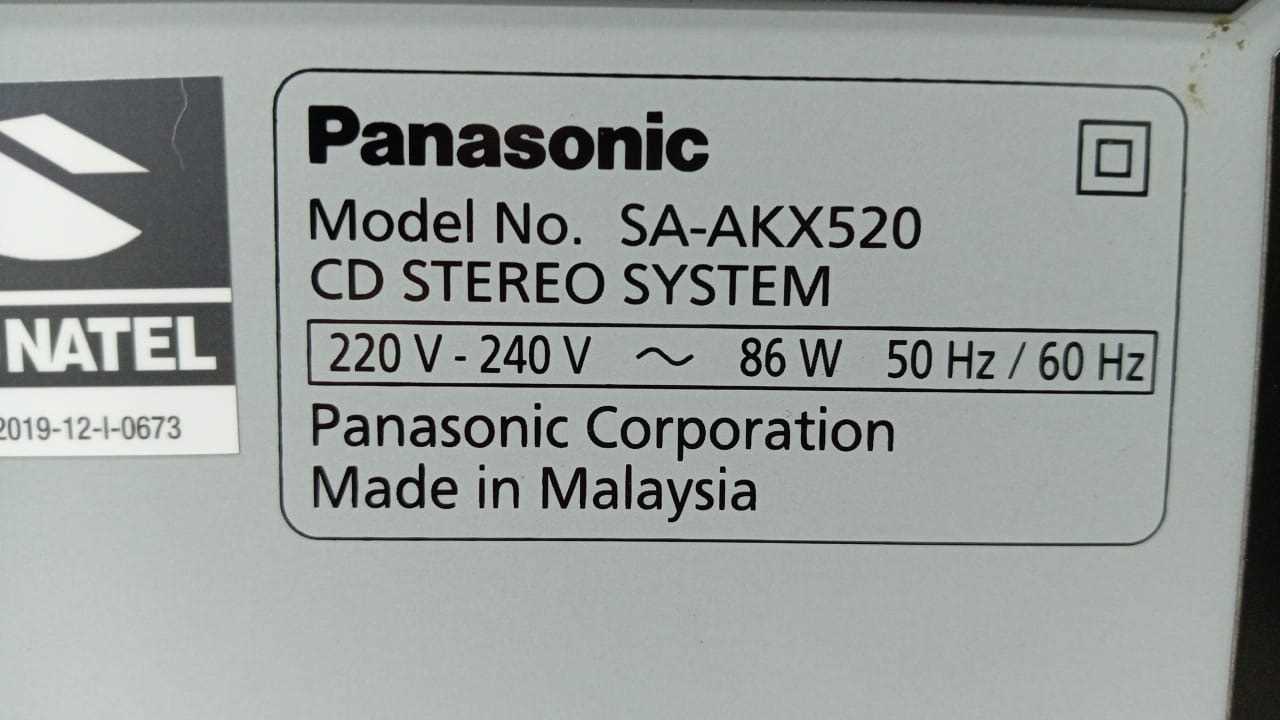 Panasonic
Model No. SA-AKX520
CD STEREO SYSTEM
220 V - 240 V ~ 86 W 50 Hz / 60 Hz
Panasonic Corporation
Made in Malaysia
NATEL
2019-12-I-0673